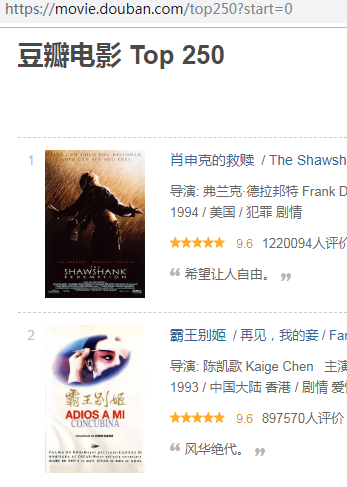 https://movie.douban.com/top250?start=0
豆瓣电影 Top 250
1
肖申克的救赎 / The Shawsh
导演: 弗兰克·德拉邦特 Frank D
1994 / 美国 / 犯罪 剧情
9.6 1220094人评价
❝ 希望让人自由。 ❞
THE
SHAWSHANK
REDEMPTION
2
霸王别姬 / 再见，我的妾 / Far
导演: 陈凯歌 Kaige Chen 主演
1993 / 中国大陆 香港 / 剧情 爱情
9.6 897570人评价
❝ 风华绝代。 ❞
霸王别姬
ADIOS A MI
CONCUBINA